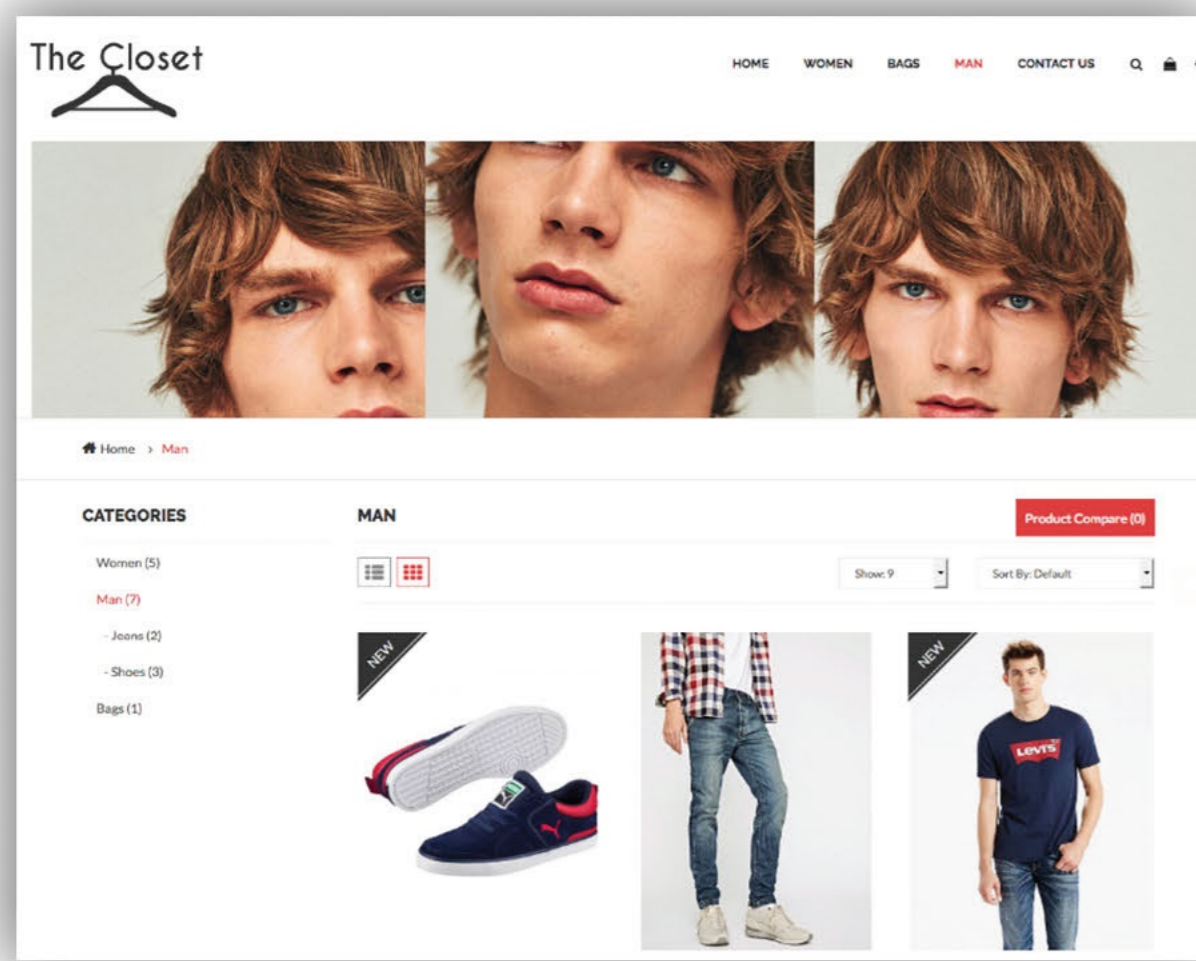 The Closet
HOME WOMEN BAGS MAN CONTACT US
Home > Man
CATEGORIES
Women (5)
Man (7)
- Jeans (2)
- Shoes (3)
Bags (1)
MAN
Product Compare (0)
Show: 9
Sort By: Default
NEW
NEW
LEVI'S